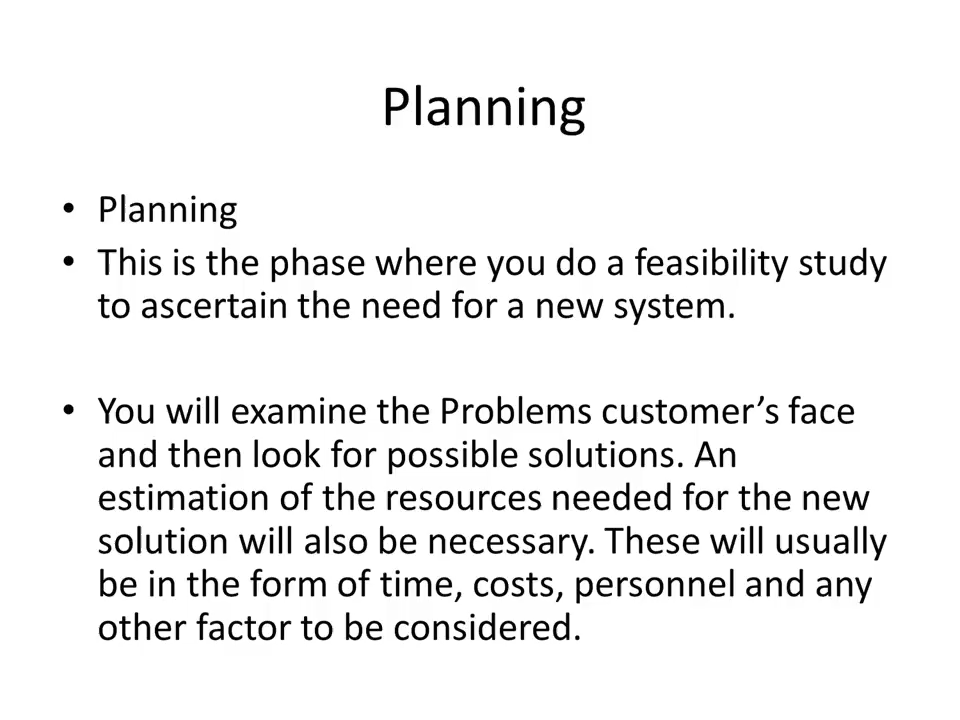 Planning
• Planning
• This is the phase where you do a feasibility study
to ascertain the need for a new system.
• You will examine the Problems customer’s face
and then look for possible solutions. An
estimation of the resources needed for the new
solution will also be necessary. These will usually
be in the form of time, costs, personnel and any
other factor to be considered.